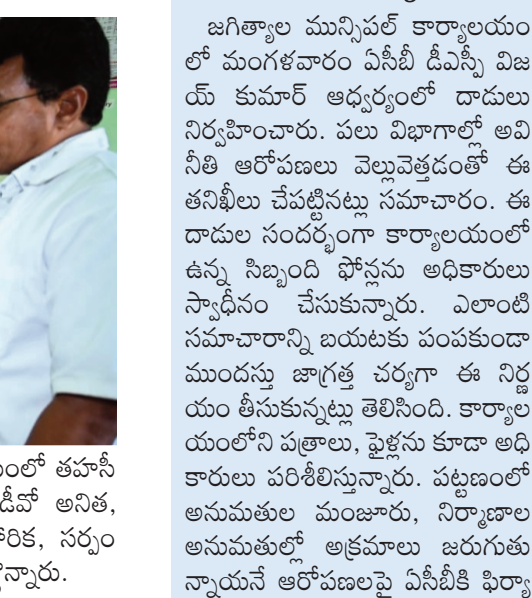 జగిత్యాల మున్సిపల్ కార్యాలయం
లో మంగళవారం ఏసీబీ డీఎస్పీ విజ
య్ కుమార్ ఆధ్వర్యంలో దాడులు
నిర్వహించారు. పలు విభాగాల్లో అవి
నీతి ఆరోపణలు వెల్లువెత్తడంతో ఈ
తనిఖీలు చేపట్టినట్లు సమాచారం. ఈ
దాడుల సందర్భంగా కార్యాలయంలో
ఉన్న సిబ్బంది ఫోన్లను అధికారులు
స్వాధీనం చేసుకున్నారు. ఎలాంటి
సమాచారాన్ని బయటకు పంపకుండా
ముందస్తు జాగ్రత్త చర్యగా ఈ నిర్ణ
యం తీసుకున్నట్లు తెలిసింది. కార్యాల
యంలోని పత్రాలు, ఫైళ్లను కూడా అధి
కారులు పరిశీలిస్తున్నారు. పట్టణంలో
అనుమతుల మంజూరు, నిర్మాణాల
అనుమతుల్లో అక్రమాలు జరుగుతు
న్నాయనే ఆరోపణలపై ఏసీబీకి ఫిర్యా
లో తహసీ
డీవో అనిత,
సర్పం
న్నారు.